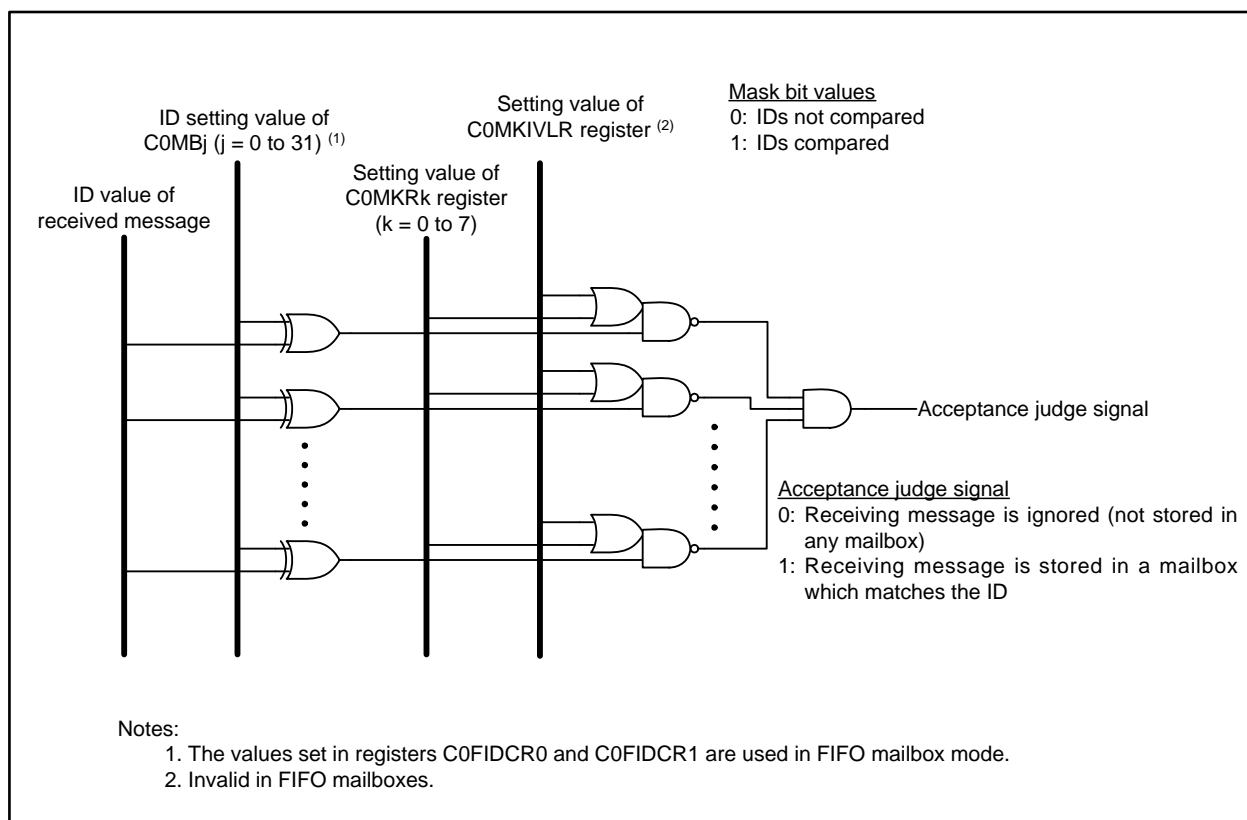 Setting value of
C0MKIVLR register (2)
Mask bit values
0: IDs not compared
1: IDs compared
ID setting value of
C0MBj (j = 0 to 31) (1)
Setting value of
C0MKRk register
(k = 0 to 7)
ID value of
received message
Acceptance judge signal
Acceptance judge signal
0: Receiving message is ignored (not stored in
any mailbox)
1: Receiving message is stored in a mailbox
which matches the ID
Notes:
1. The values set in registers C0FIDCR0 and C0FIDCR1 are used in FIFO mailbox mode.
2. Invalid in FIFO mailboxes.